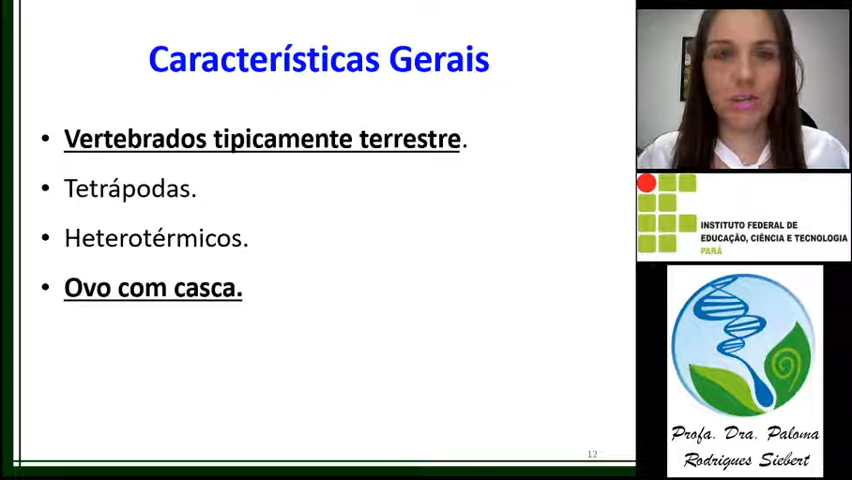 Características Gerais
• Vertebrados tipicamente terrestre.
• Tetrápodas.
• Heterotérmicos.
• Ovo com casca.
12
INSTITUTO FEDERAL DE
EDUCAÇÃO, CIÊNCIA E TECNOLOGIA
PARÁ
Profa. Dra. Paloma
Rodrigues Siebert